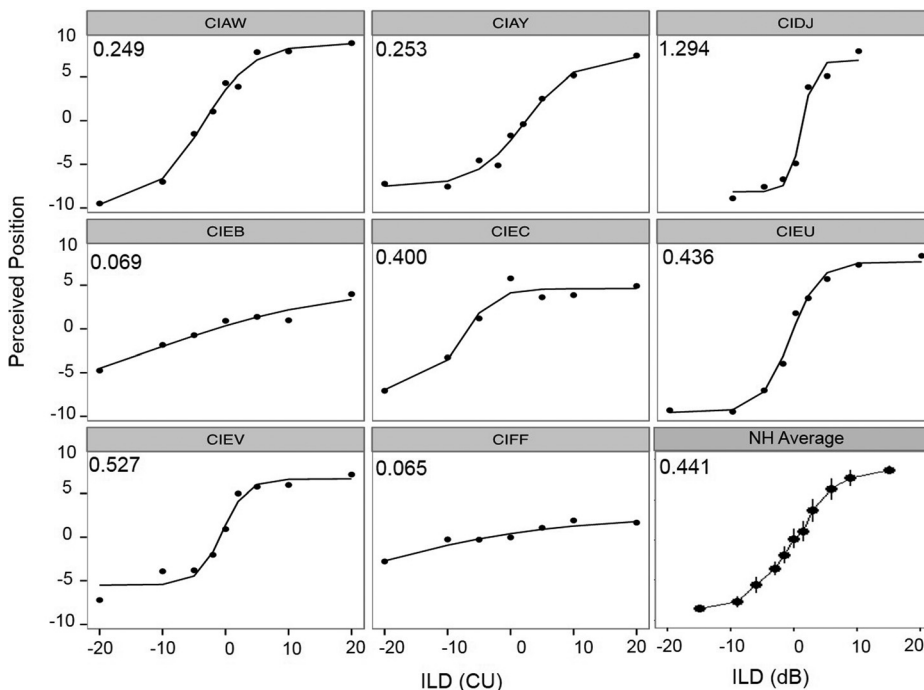 CIAW CIAY CIDJ
0.249 0.253 1.294
10
5
0
-5
-10
CIEB CIEC CIEU
0.069 0.400 0.436
10
5
0
-5
-10
Perceived Position
CIEV CIFF NH Average
0.527 0.065 0.441
10
5
0
-5
-10
-20 -10 0 10 20 -20 -10 0 10 20 -20 -10 0 10 20
ILD (CU) ILD (dB)